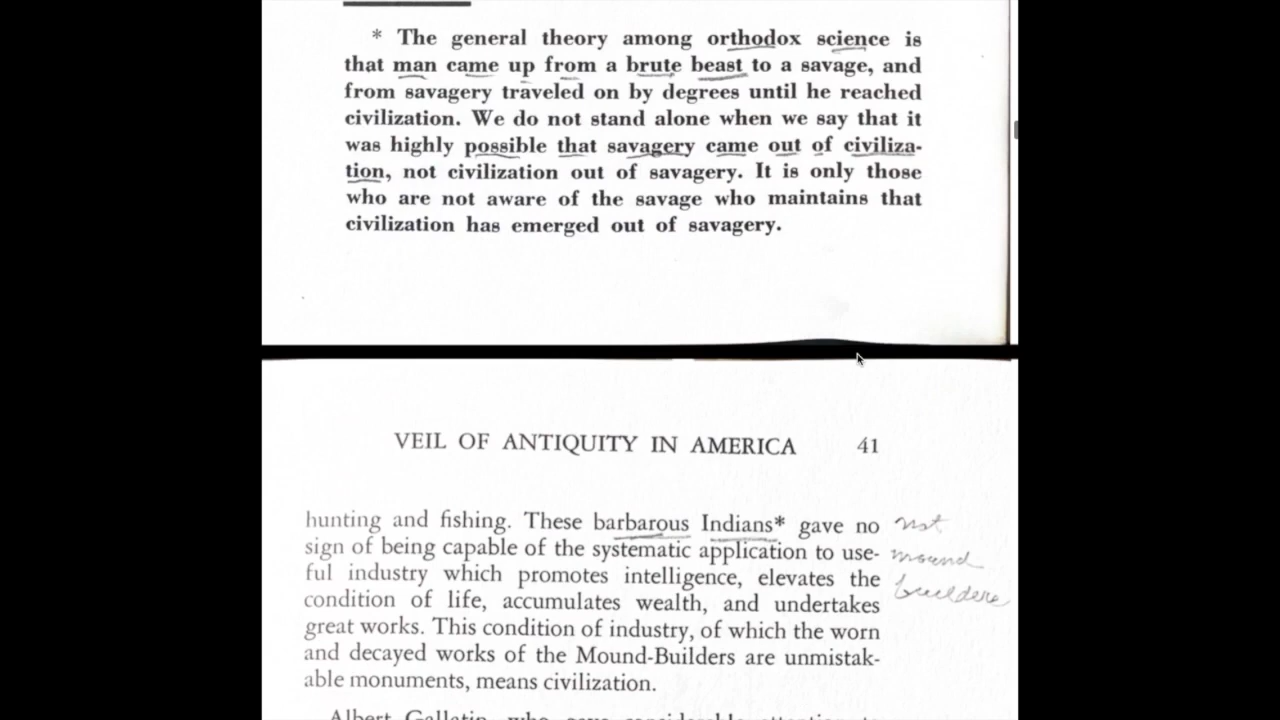 * The general theory among orthodox science is
that man came up from a brute beast to a savage, and
from savagery traveled on by degrees until he reached
civilization. We do not stand alone when we say that it
was highly possible that savagery came out of civiliza-
tion, not civilization out of savagery. It is only those
who are not aware of the savage who maintains that
civilization has emerged out of savagery.
VEIL OF ANTIQUITY IN AMERICA 41
hunting and fishing. These barbarous Indians* gave no
sign of being capable of the systematic application to use-
ful industry which promotes intelligence, elevates the
condition of life, accumulates wealth, and undertakes
great works. This condition of industry, of which the worn
and decayed works of the Mound-Builders are unmistak-
able monuments, means civilization.
Albert Gallatin, who gave considerable attention to
not
mound
builders